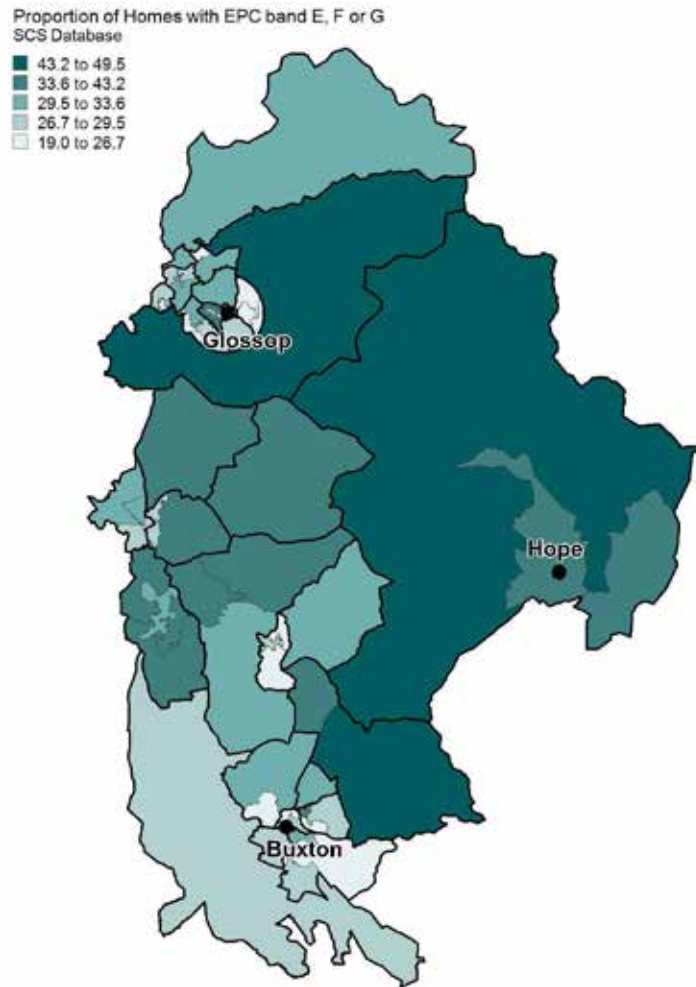 Proportion of Homes with EPC band E, F or G
SCS Database
43.2 to 49.5
33.6 to 43.2
29.5 to 33.6
26.7 to 29.5
19.0 to 26.7
Glossop
Hope
Buxton